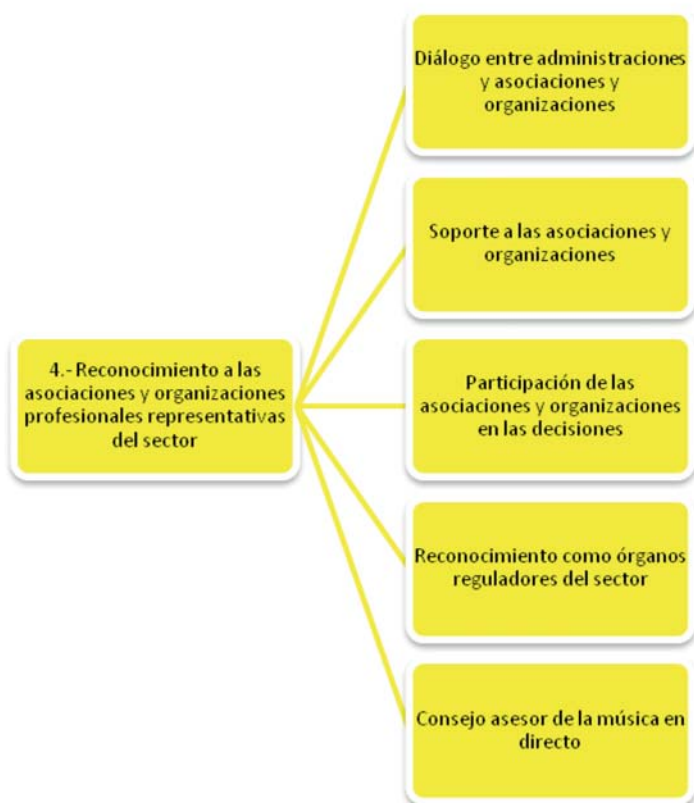 Diálogo entre administraciones
y asociaciones y
organizaciones
Soporte a las asociaciones y
organizaciones
4.- Reconocimiento a las
asociaciones y organizaciones
profesionales representativas
del sector
Participación de las
asociaciones y organizaciones
en las decisiones
Reconocimiento como órganos
reguladores del sector
Consejo asesor de la música en
directo